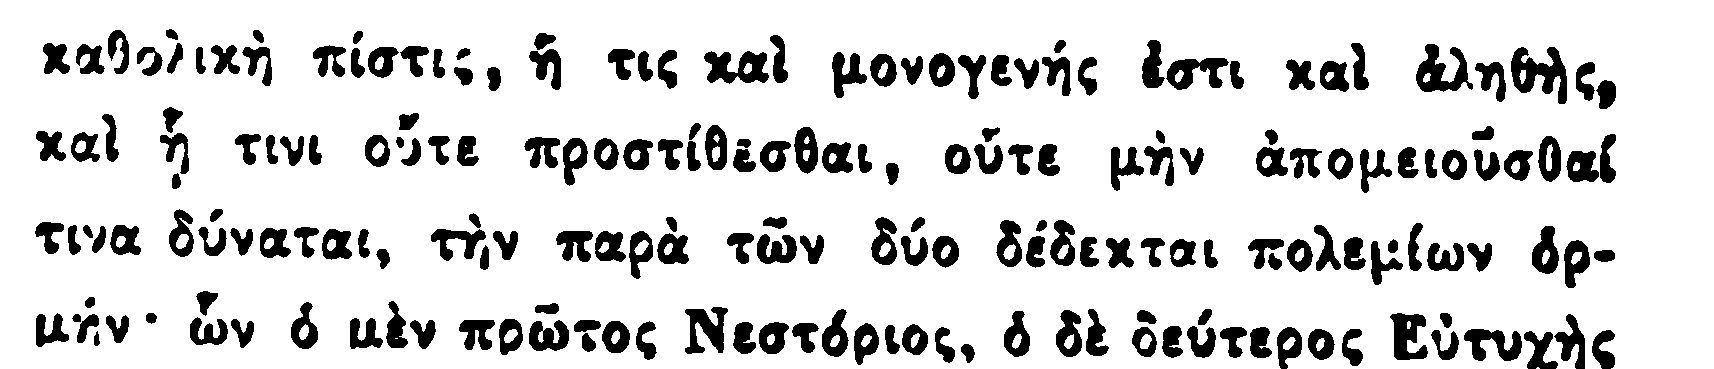 καθολικὴ πίστις, ἥ τις καὶ μονογενής ἐστι καὶ ἀληθὴς,
καὶ ᾗ τινι οὔτε προστίθεσθαι, οὔτε μὴν ἀπομειοῦσθαί
τινα δύναται, τὴν παρὰ τῶν δύο δέδεκται πολεμίων ὁρ-
μήν· ὧν ὁ μὲν πρῶτος Νεστόριος, ὁ δὲ δεύτερος Εὐτυχὴς